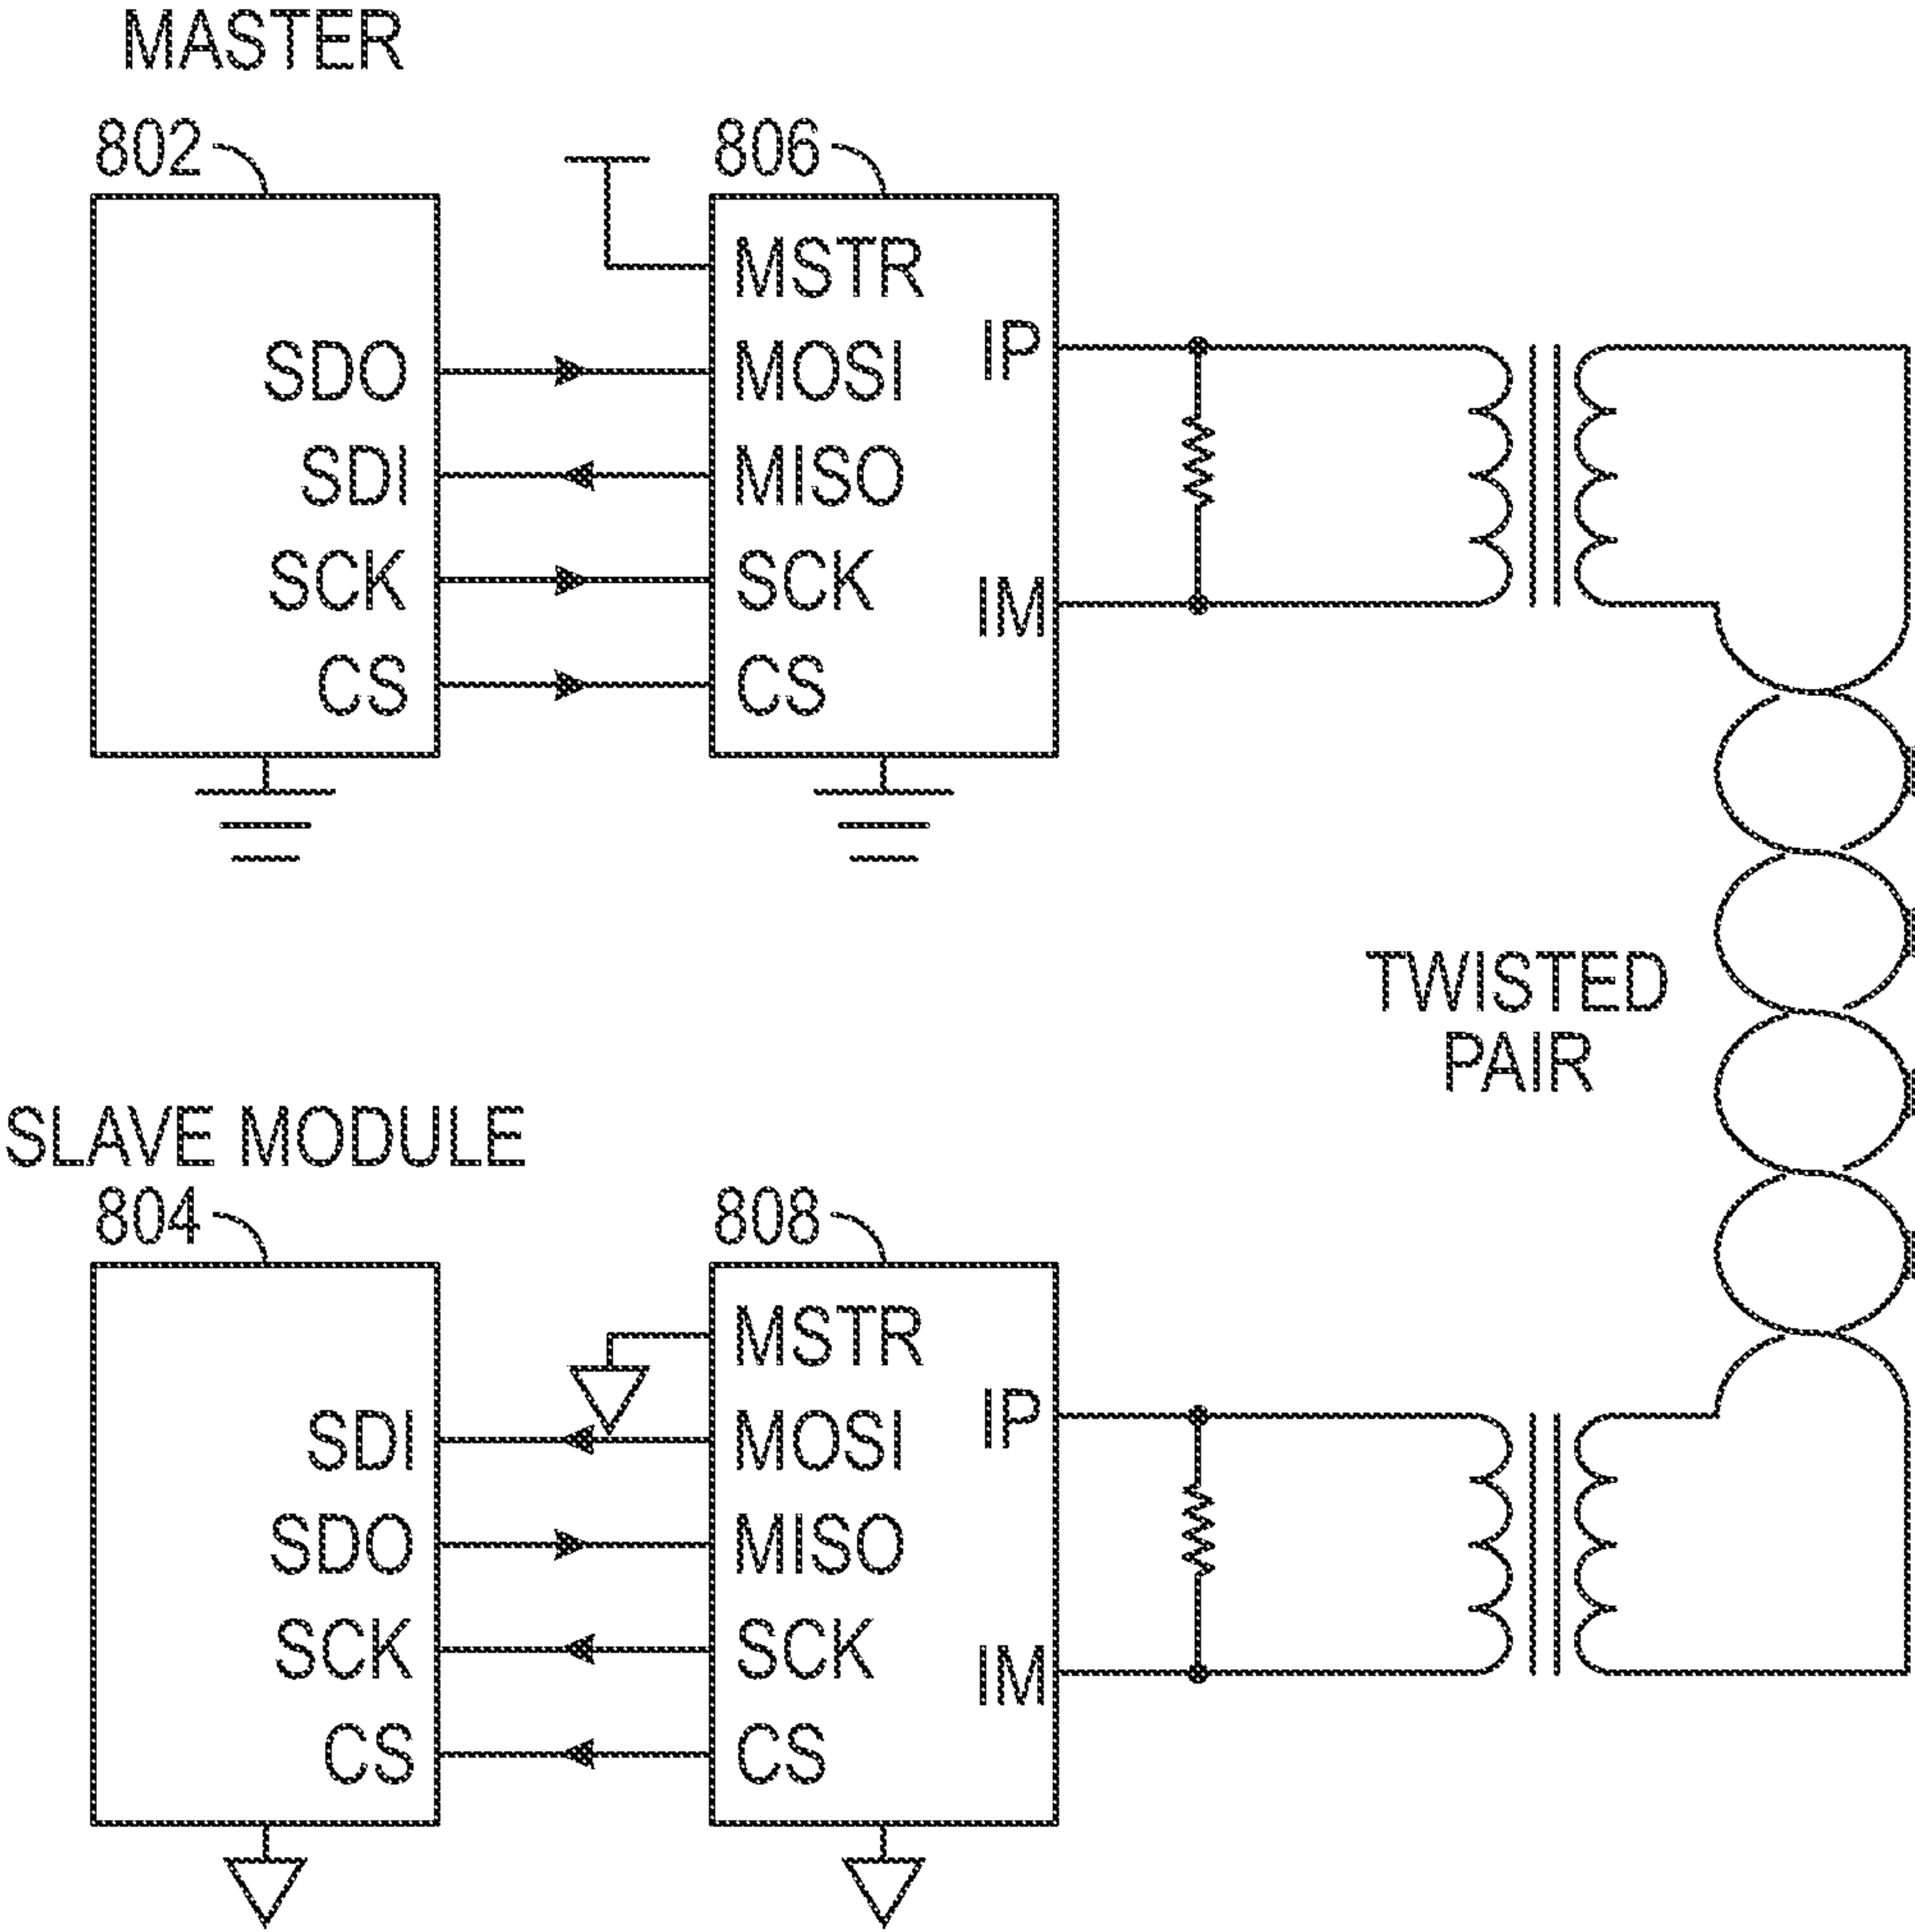 MASTER
802
806
SDO
SDI
SCK
CS
MSTR
MOSI
MISO
SCK
CS
IP
IM
TWISTED
PAIR
SLAVE MODULE
804
808
SDI
SDO
SCK
CS
MSTR
MOSI
MISO
SCK
CS
IP
IM